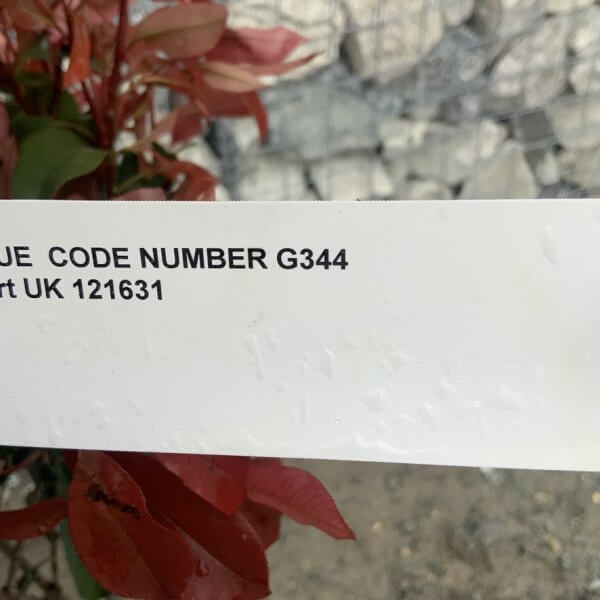 UE  CODE NUMBER G344
rt UK 121631